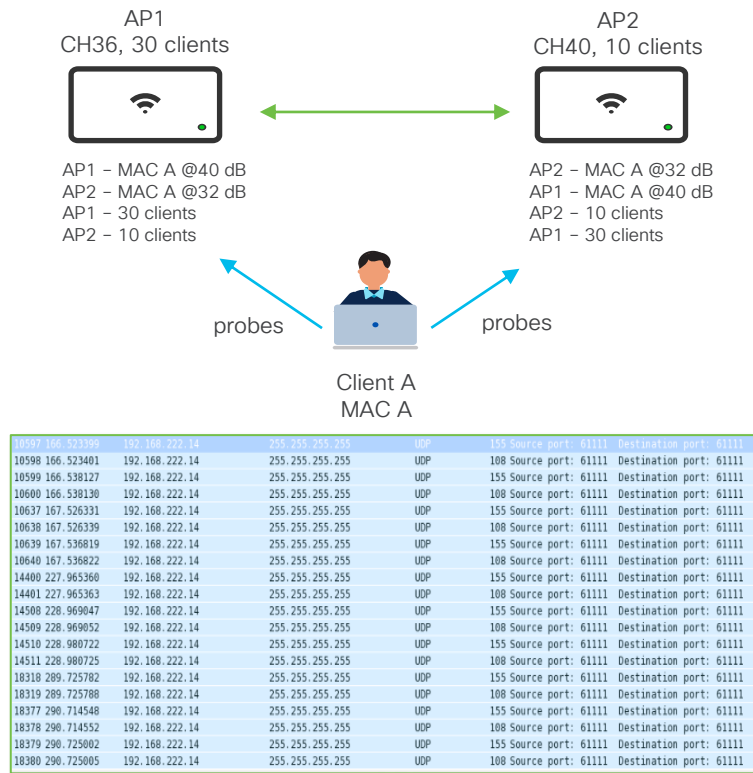 AP1
CH36, 30 clients
AP2
CH40, 10 clients
AP1 – MAC A @40 dB
AP2 – MAC A @32 dB
AP1 – 30 clients
AP2 – 10 clients
AP2 – MAC A @32 dB
AP1 – MAC A @40 dB
AP2 – 10 clients
AP1 – 30 clients
probes
probes
Client A
MAC A
10597 166.523399 192.168.222.14 255.255.255.255 UDP 155 Source port: 61111 Destination port: 61111
10598 166.523401 192.168.222.14 255.255.255.255 UDP 108 Source port: 61111 Destination port: 61111
10599 166.538127 192.168.222.14 255.255.255.255 UDP 155 Source port: 61111 Destination port: 61111
10600 166.538130 192.168.222.14 255.255.255.255 UDP 108 Source port: 61111 Destination port: 61111
10637 167.526331 192.168.222.14 255.255.255.255 UDP 155 Source port: 61111 Destination port: 61111
10638 167.526339 192.168.222.14 255.255.255.255 UDP 108 Source port: 61111 Destination port: 61111
10639 167.536819 192.168.222.14 255.255.255.255 UDP 155 Source port: 61111 Destination port: 61111
10640 167.536822 192.168.222.14 255.255.255.255 UDP 108 Source port: 61111 Destination port: 61111
14400 227.965360 192.168.222.14 255.255.255.255 UDP 155 Source port: 61111 Destination port: 61111
14401 227.965363 192.168.222.14 255.255.255.255 UDP 108 Source port: 61111 Destination port: 61111
14508 228.969047 192.168.222.14 255.255.255.255 UDP 155 Source port: 61111 Destination port: 61111
14509 228.969052 192.168.222.14 255.255.255.255 UDP 108 Source port: 61111 Destination port: 61111
14510 228.980722 192.168.222.14 255.255.255.255 UDP 155 Source port: 61111 Destination port: 61111
14511 228.980725 192.168.222.14 255.255.255.255 UDP 108 Source port: 61111 Destination port: 61111
18318 289.725782 192.168.222.14 255.255.255.255 UDP 155 Source port: 61111 Destination port: 61111
18319 289.725788 192.168.222.14 255.255.255.255 UDP 108 Source port: 61111 Destination port: 61111
18377 290.714548 192.168.222.14 255.255.255.255 UDP 155 Source port: 61111 Destination port: 61111
18378 290.714552 192.168.222.14 255.255.255.255 UDP 108 Source port: 61111 Destination port: 61111
18379 290.725002 192.168.222.14 255.255.255.255 UDP 155 Source port: 61111 Destination port: 61111
18380 290.725005 192.168.222.14 255.255.255.255 UDP 108 Source port: 61111 Destination port: 61111